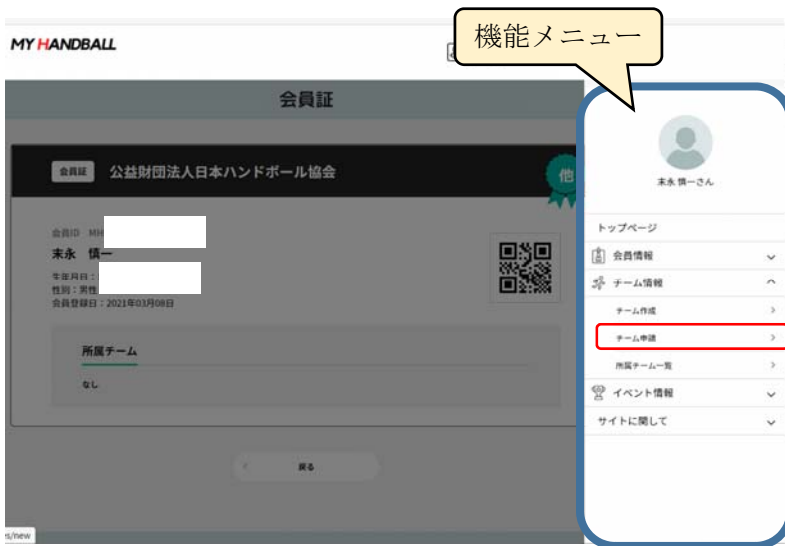 機能メニュー
MY HANDBALL
会員証
会員証 公益財団法人日本ハンドボール協会
他
会員ID MH
末永 慎一
生年月日：
性別：男性
会員登録日：2021年03月08日
所属チーム
なし
戻る
末永 慎一さん
トップページ
会員情報
チーム情報
チーム作成
チーム申請
所属チーム一覧
イベント情報
サイトに関して
es/new